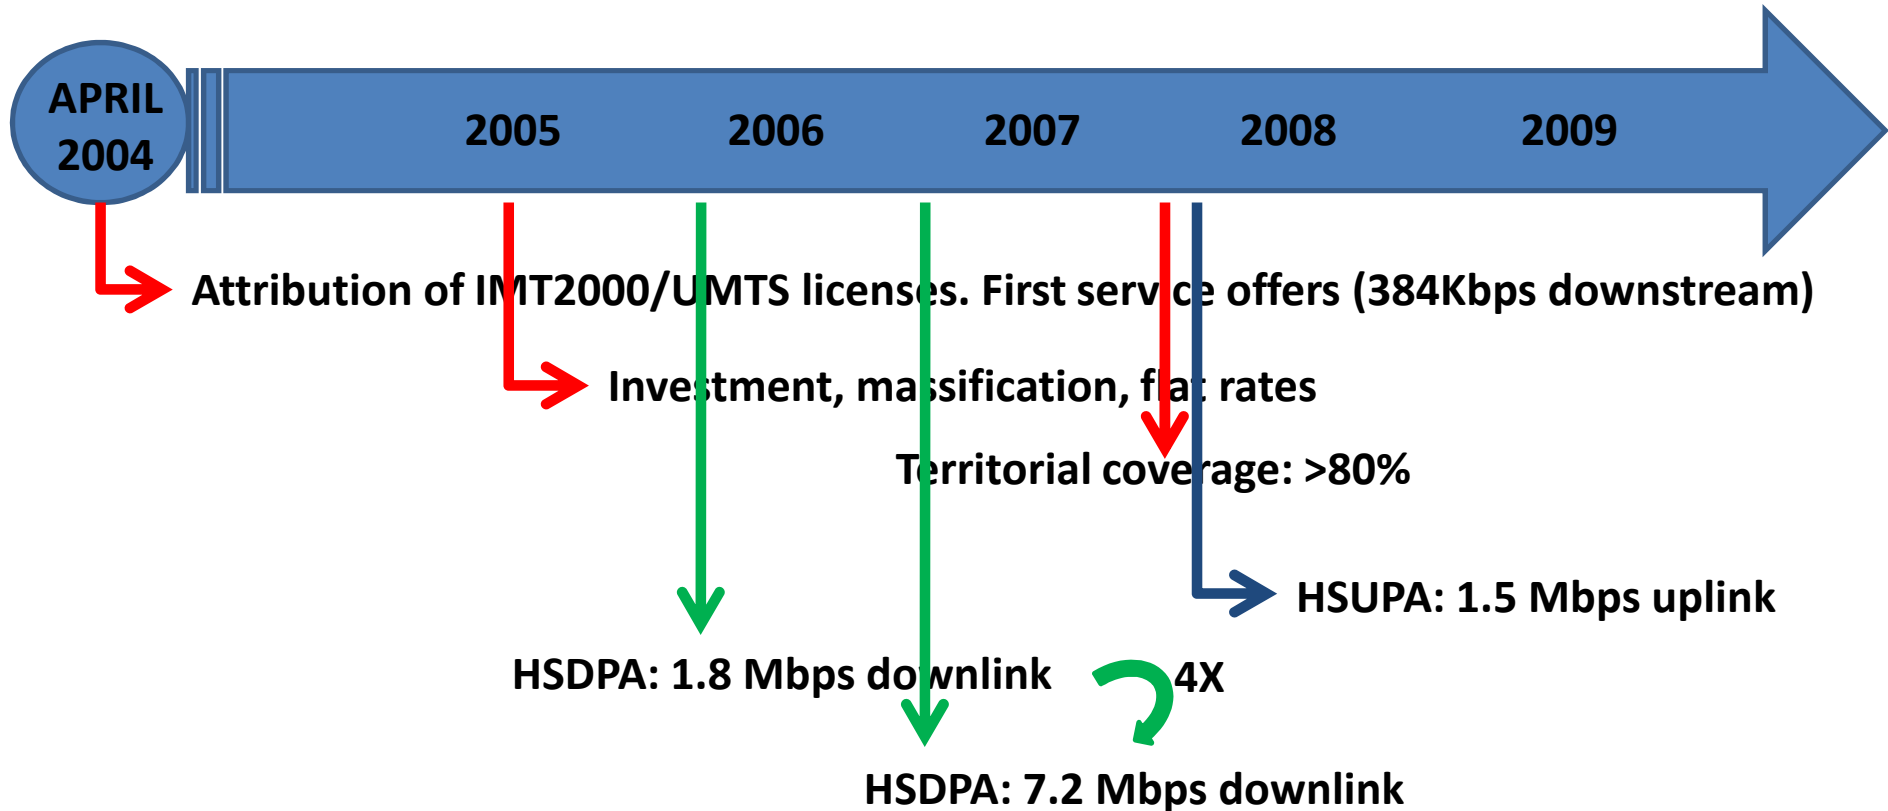 APRIL
2004
2005 2006 2007 2008 2009
Attribution of IMT2000/UMTS licenses. First service offers (384Kbps downstream)
Investment, massification, flat rates
Territorial coverage: >80%
HSUPA: 1.5 Mbps uplink
HSDPA: 1.8 Mbps downlink 4X
HSDPA: 7.2 Mbps downlink